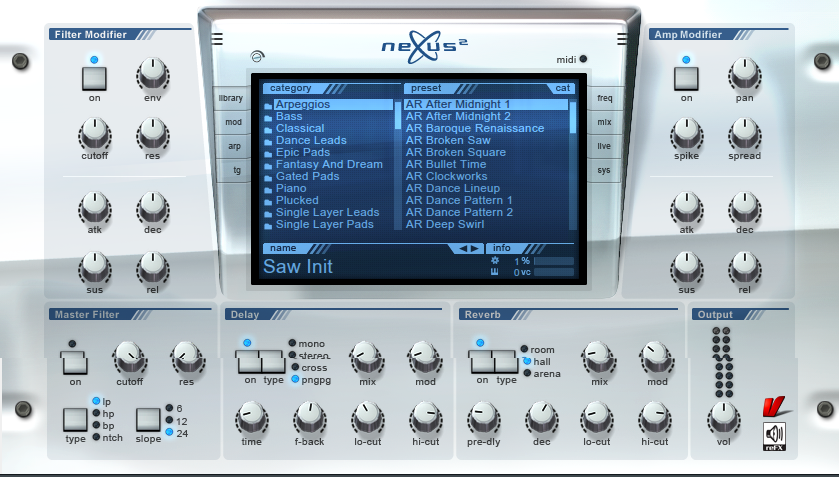 Filter Modifier
on
env
cutoff
res
atk
dec
sus
rel
library
mod
arp
tg
nexus²
midi
category
Arpeggios
Bass
Classical
Dance Leads
Epic Pads
Fantasy And Dream
Gated Pads
Piano
Plucked
Single Layer Leads
Single Layer Pads
preset
cat
AR After Midnight 1
AR After Midnight 2
AR Baroque Renaissance
AR Broken Saw
AR Broken Square
AR Bullet Time
AR Clockworks
AR Dance Lineup
AR Dance Pattern 1
AR Dance Pattern 2
AR Deep Swirl
name
info
Saw Init
1 %
0 vc
freq
mix
live
sys
Amp Modifier
on
pan
spike
spread
atk
dec
sus
rel
Master Filter
on
cutoff
res
type
lp
hp
bp
ntch
slope
6
12
24
Delay
on
type
mono
stereo
cross
pngpg
mix
mod
time
f-back
lo-cut
hi-cut
Reverb
on
type
room
hall
arena
mix
mod
pre-dly
dec
lo-cut
hi-cut
Output
vol
V
reFX